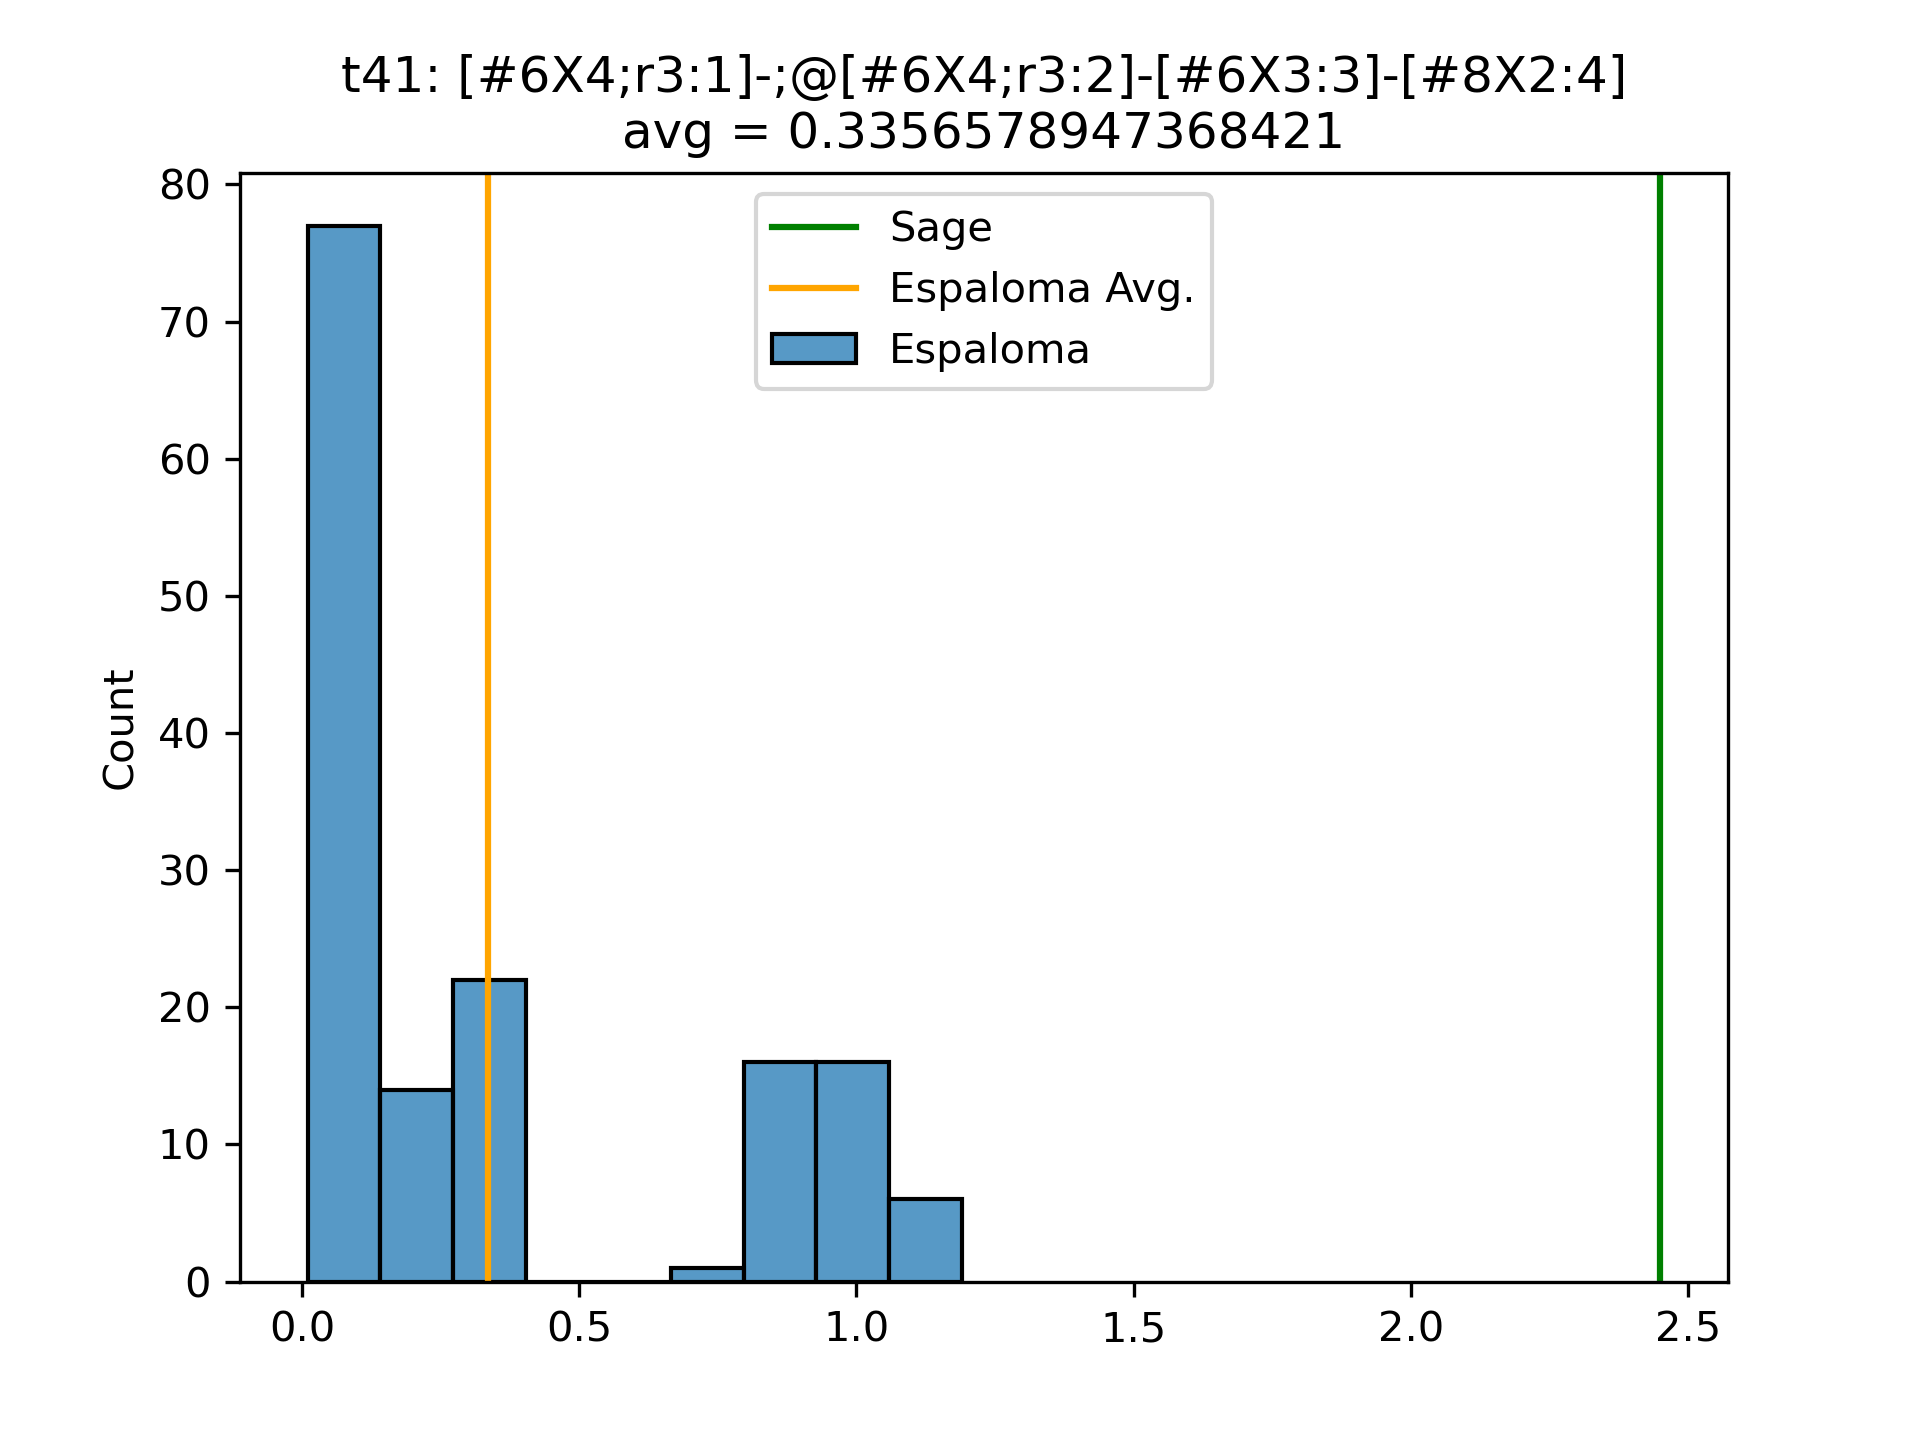 t41: [#6X4;r3:1]-;@[#6X4;r3:2]-[#6X3:3]-[#8X2:4]
avg = 0.3356578947368421
80
70
60
50
40
30
20
10
0
Count
Sage
Espaloma Avg.
Espaloma
0.0 0.5 1.0 1.5 2.0 2.5